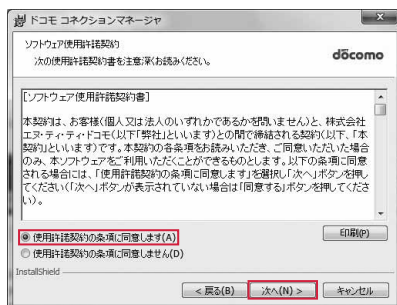 ドコモ コネクションマネージャ
ソフトウェア使用許諾契約
次の使用許諾契約書を注意深くお読みください。
döcomo
[ソフトウェア使用許諾契約書]
本契約は、お客様(個人又は法人のいずれかであるかを問いません)と、株式会社
エヌ・ティ・ティ・ドコモ(以下「弊社」といいます)との間で締結される契約(以下、「本
契約」といいます)です。本契約の各条項をお読みいただき、ご同意いただいた場合
のみ、本ソフトウェアをご利用いただくことができるものとします。以下の条項に同意
される場合には、「使用許諾契約の条項に同意します」を選択し「次へ」ボタンを押し
てください(「次へ」ボタンが表示されていない場合は「同意する」ボタンを押してくださ
い)。
使用許諾契約の条項に同意します(A)
印刷(P)
使用許諾契約の条項に同意しません(D)
InstallShield
< 戻る(B)
次へ(N) >
キャンセル